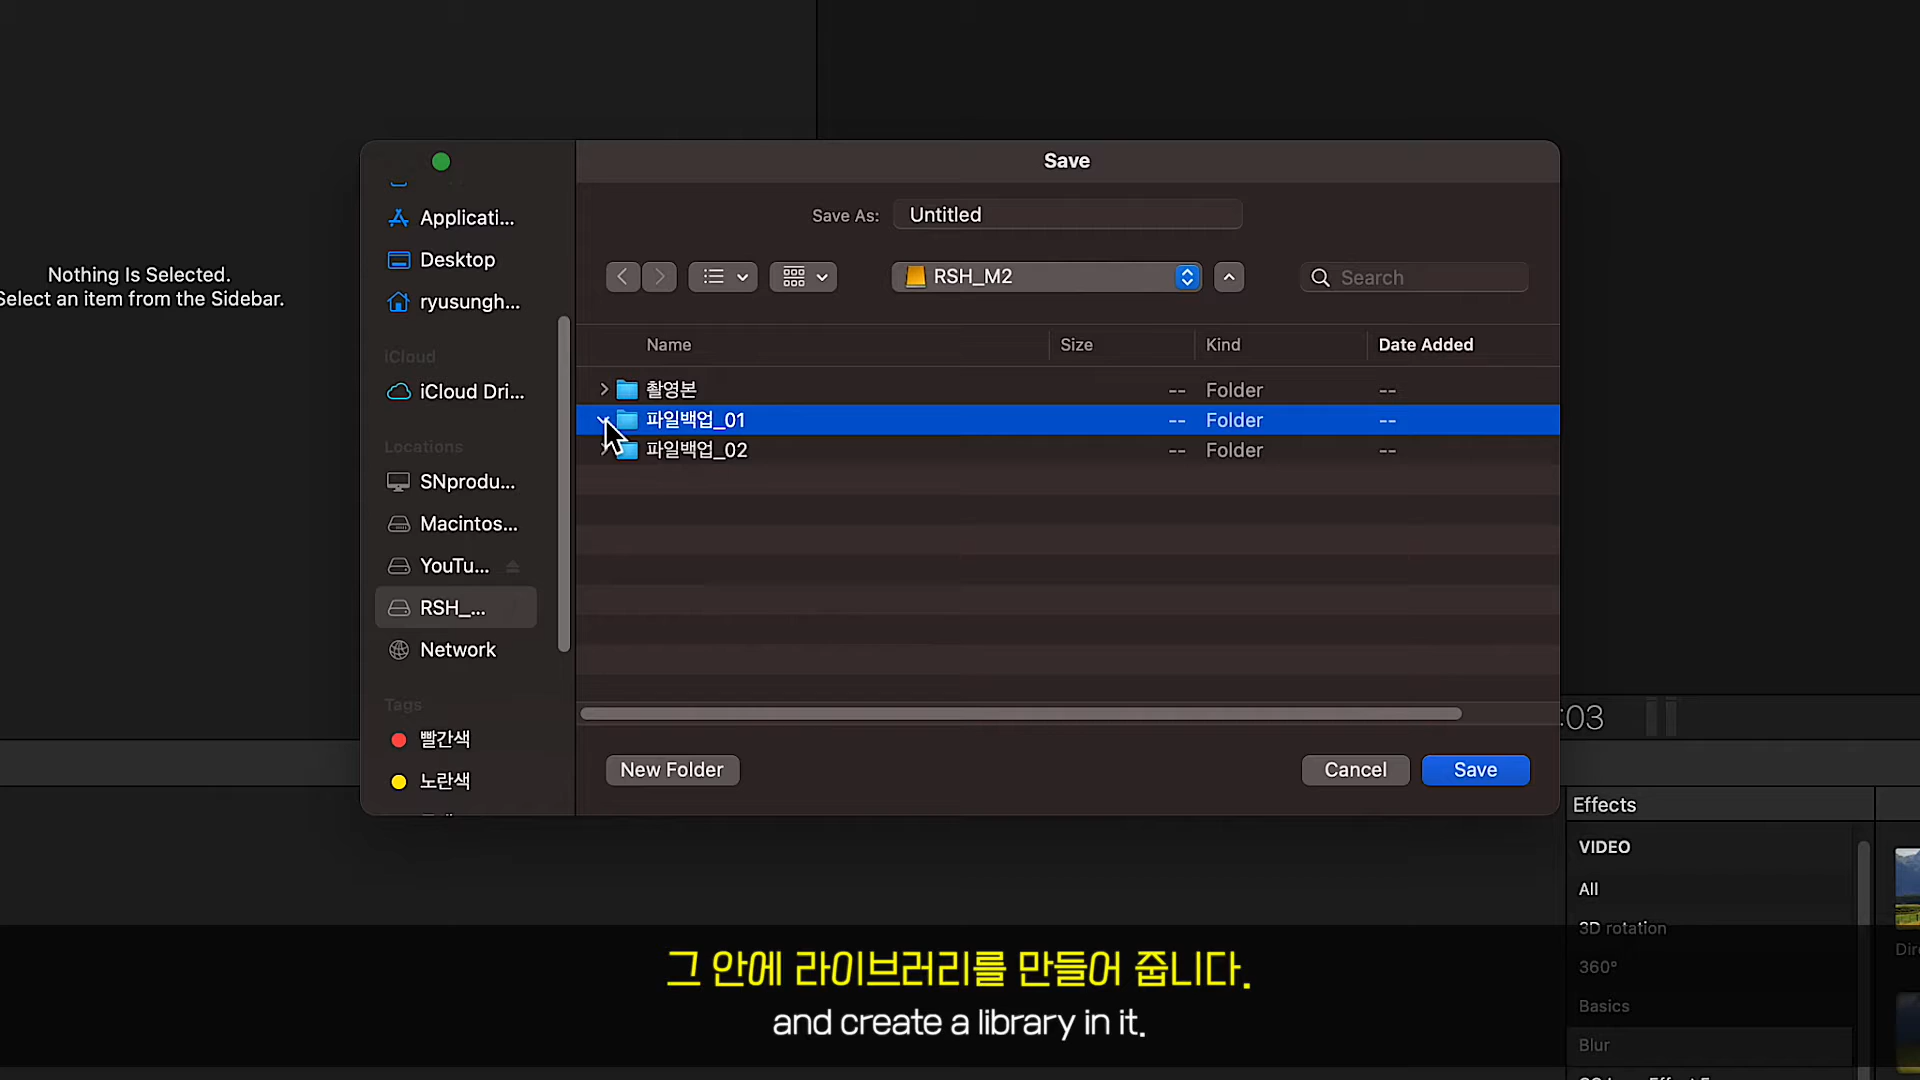 Nothing Is Selected.
Select an item from the Sidebar.
Save
Save As:
Untitled
Applicati...
Desktop
ryusungh...
iCloud
iCloud Dri...
Locations
SNprodu...
Macintos...
YouTu...
RSH_...
Network
Tags
빨간색
노란색
RSH_M2
Search
Name Size Kind Date Added
촬영본 -- Folder --
파일백업_01 -- Folder --
파일백업_02 -- Folder --
New Folder
Cancel
Save
:03
Effects
VIDEO
All
3D rotation
360°
Basics
Blur
그 안에 라이브러리를 만들어 줍니다.
and create a library in it.